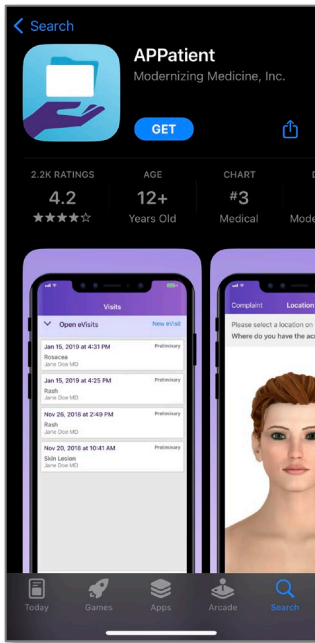 Search
APPatient
Modernizing Medicine, Inc.
GET
2.2K RATINGS
4.2
AGE
12+
Years Old
CHART
#3
Medical
Visits
Open eVisits
New eVisit
Jan 15, 2019 at 4:31 PM
Preliminary
Rosacea
Jane Doe MD
Jan 15, 2019 at 4:25 PM
Preliminary
Rash
Jane Doe MD
Nov 26, 2018 at 2:49 PM
Preliminary
Rash
Jane Doe MD
Nov 20, 2018 at 10:41 AM
Preliminary
Skin Lesion
Jane Doe MD
Complaint
Location
Please select a location on
Where do you have the
Today
Games
Apps
Arcade
Search